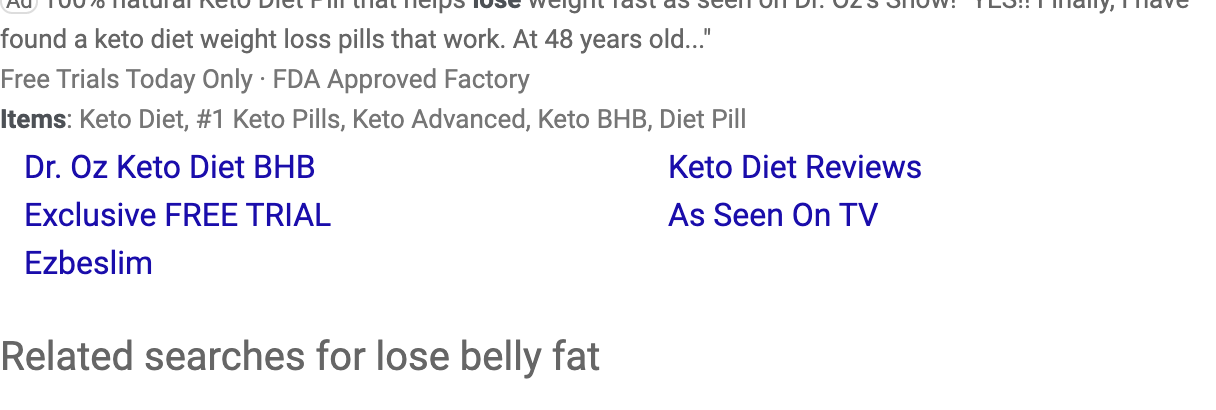 Ad 100% natural Keto Diet Pill that helps lose weight fast as seen on Dr. Oz's Show! "YES!! Finally, I have
found a keto diet weight loss pills that work. At 48 years old..."
Free Trials Today Only · FDA Approved Factory
Items: Keto Diet, #1 Keto Pills, Keto Advanced, Keto BHB, Diet Pill
Dr. Oz Keto Diet BHB
Keto Diet Reviews
Exclusive FREE TRIAL
As Seen On TV
Ezbeslim
Related searches for lose belly fat